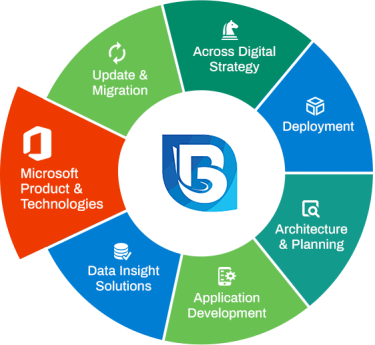 Across Digital
Strategy
Deployment
Architecture
& Planning
Application
Development
Data Insight
Solutions
Microsoft
Product &
Technologies
Update &
Migration
B